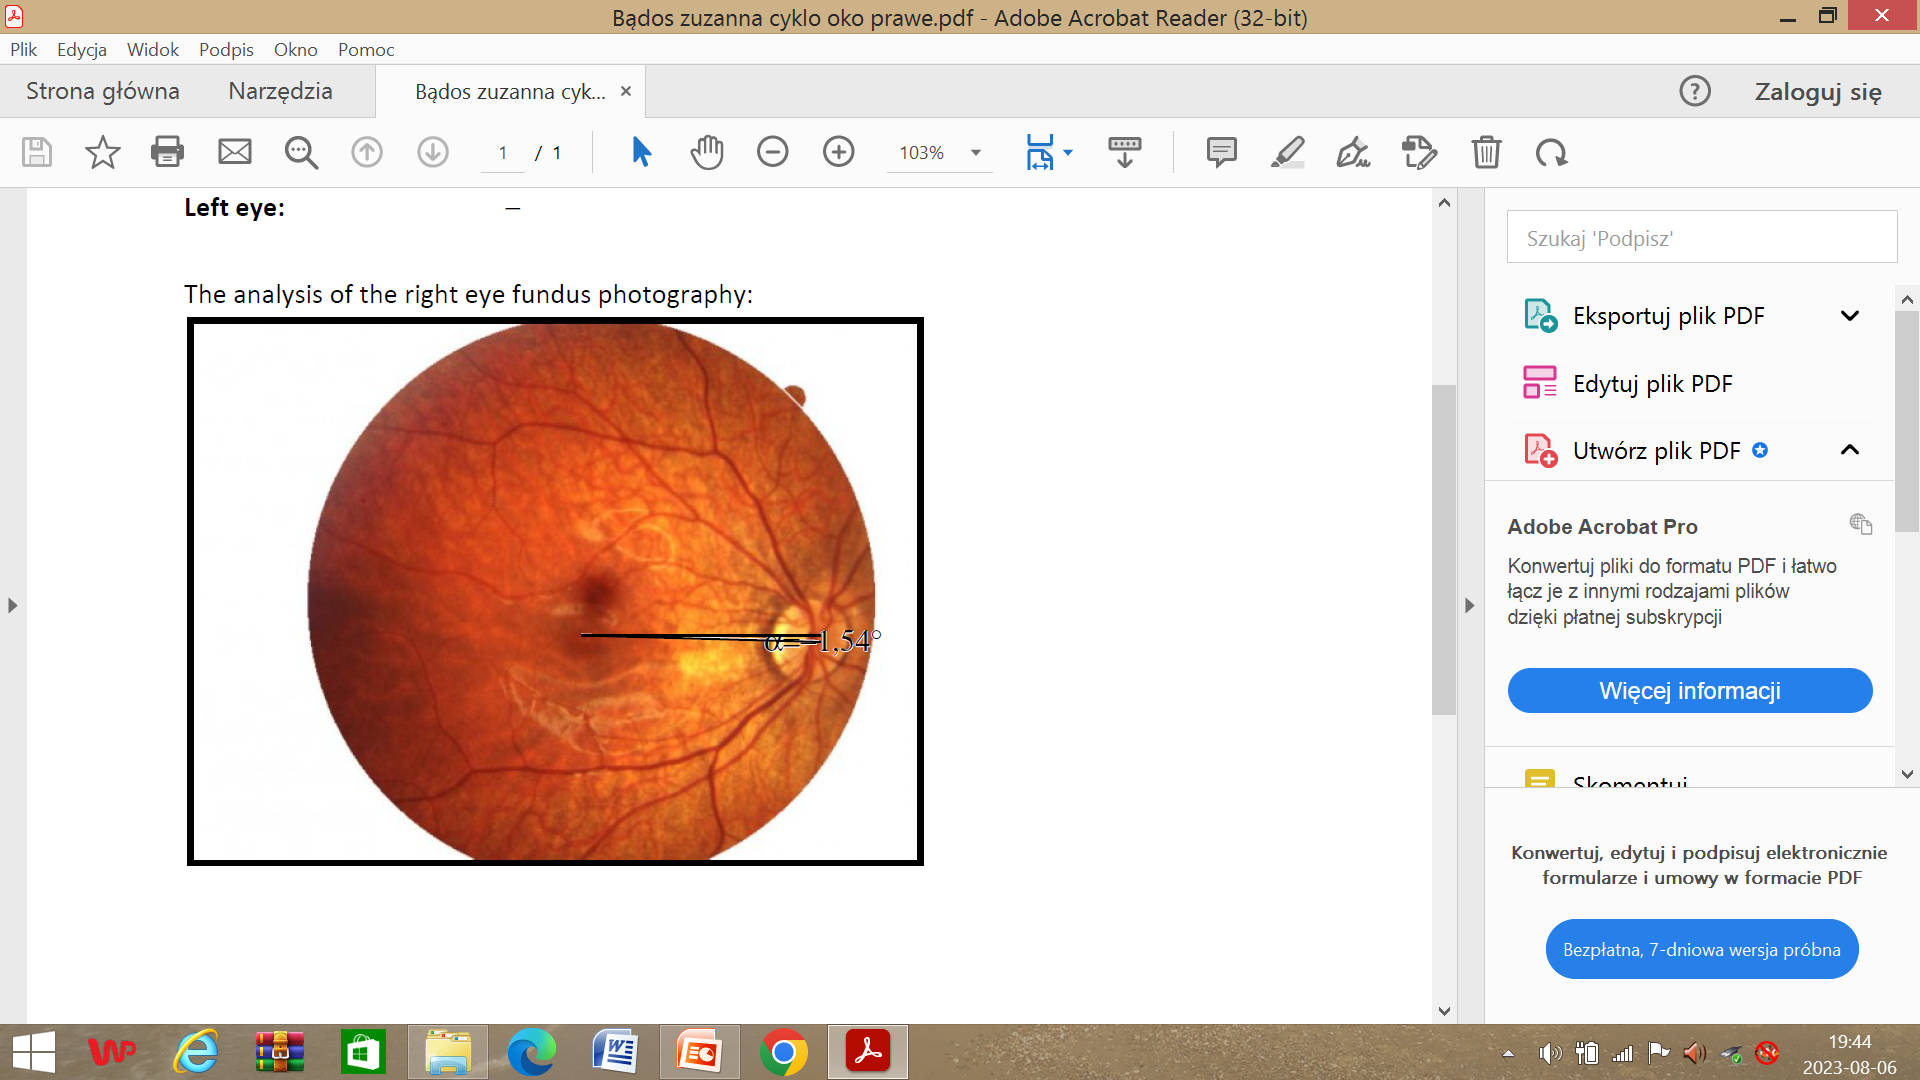 Bądos zuzanna cyklo oko prawe.pdf - Adobe Acrobat Reader (32-bit)
Plik Edycja Widok Podpis Okno Pomoc
Strona główna Narzędzia Bądos zuzanna cyk... × ? Zaloguj się
1 / 1 103%
Left eye: –
The analysis of the right eye fundus photography:
α=–1,54°
Szukaj 'Podpisz'
Eksportuj plik PDF
Edytuj plik PDF
Utwórz plik PDF
Adobe Acrobat Pro
Konwertuj pliki do formatu PDF i łatwo
łącz je z innymi rodzajami plików
dzięki płatnej subskrypcji
Więcej informacji
Skomentuj
Konwertuj, edytuj i podpisuj elektronicznie
formularze i umowy w formacie PDF
Bezpłatna, 7-dniowa wersja próbna
WP
19:44
2023-08-06